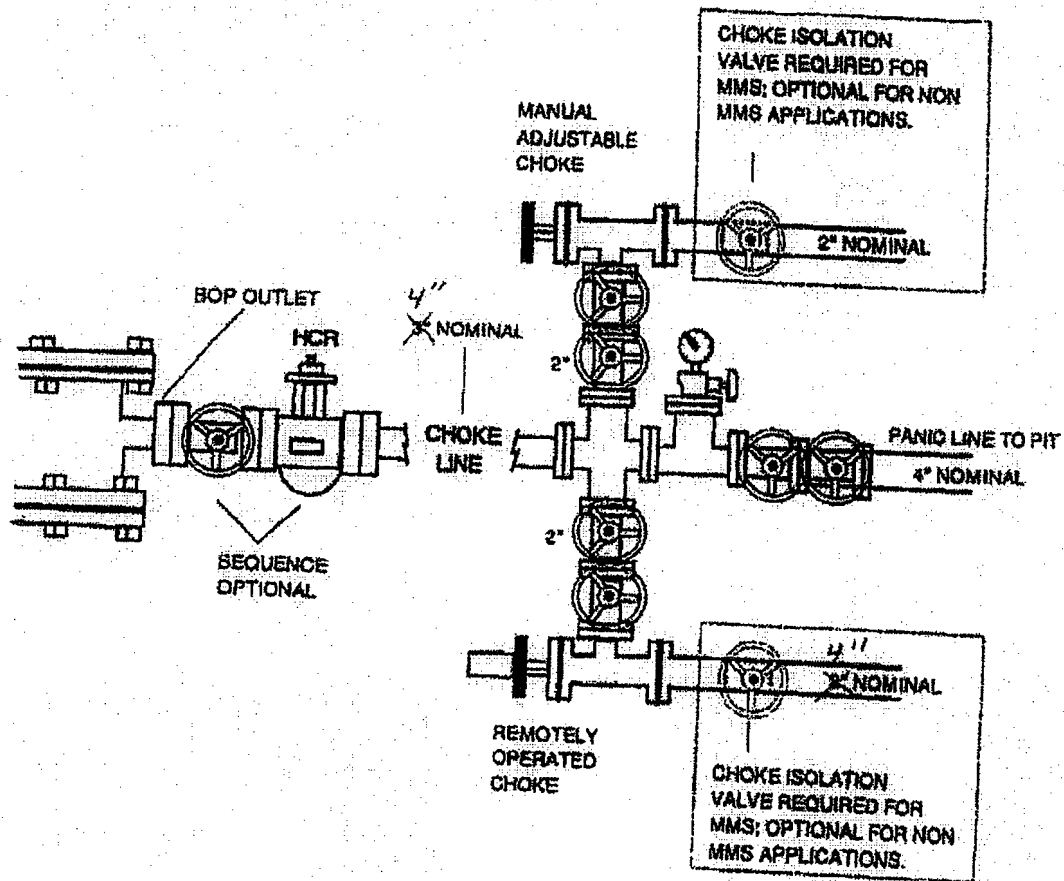 CHOKE ISOLATION
VALVE REQUIRED FOR
MMS; OPTIONAL FOR NON
MMS APPLICATIONS.
MANUAL
ADJUSTABLE
CHOKE
2" NOMINAL
BOP OUTLET
HCR
4"
3" NOMINAL
2"
CHOKE
LINE
PANIC LINE TO PIT
4" NOMINAL
SEQUENCE
OPTIONAL
2"
4"
2" NOMINAL
REMOTELY
OPERATED
CHOKE
CHOKE ISOLATION
VALVE REQUIRED FOR
MMS; OPTIONAL FOR NON
MMS APPLICATIONS.